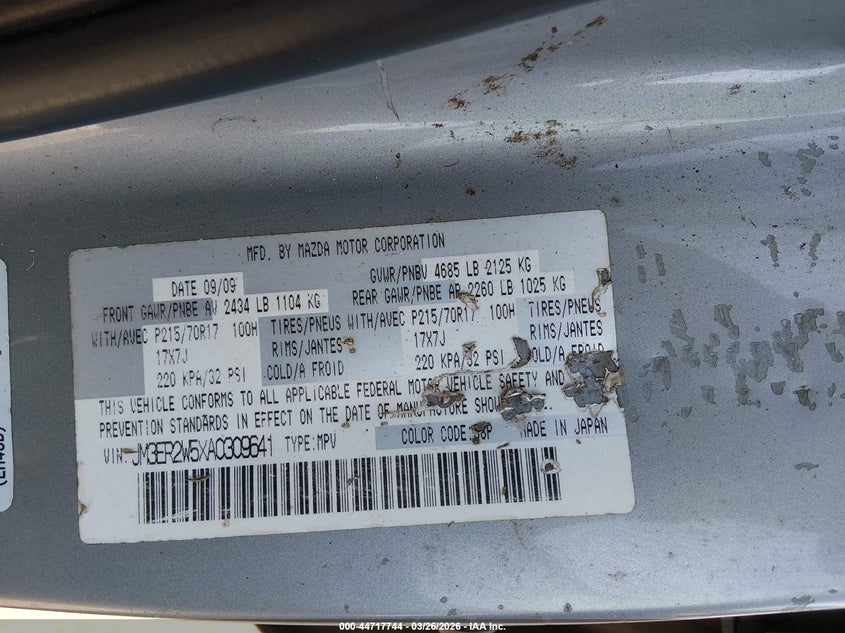 MFD. BY MAZDA MOTOR CORPORATION
DATE 09/09 GVWR/PNBV 4685 LB 2125 KG
FRONT GAWR/PNBE AV 2434 LB 1104 KG REAR GAWR/PNBE AR 2260 LB 1025 KG
WITH/AVEC P215/70R17 100H TIRES/PNEUS WITH/AVEC P215/70R17 100H TIRES/PNEUS
17X7J RIMS/JANTES 17X7J RIMS/JANTES
220 KPA/32 PSI COLD/A FROID 220 KPA/32 PSI COLD/A FROID
THIS VEHICLE CONFORMS TO ALL APPLICABLE FEDERAL MOTOR VEHICLE SAFETY AND
PREVENTION STANDARDS IN EFFECT ON THE DATE OF MANUFACTURE SHOWN
VIN: JM3ER2W5XA0309641 TYPE: MPV COLOR CODE: MADE IN JAPAN
000-44717744 - 03/26/2026 - IAA Inc.